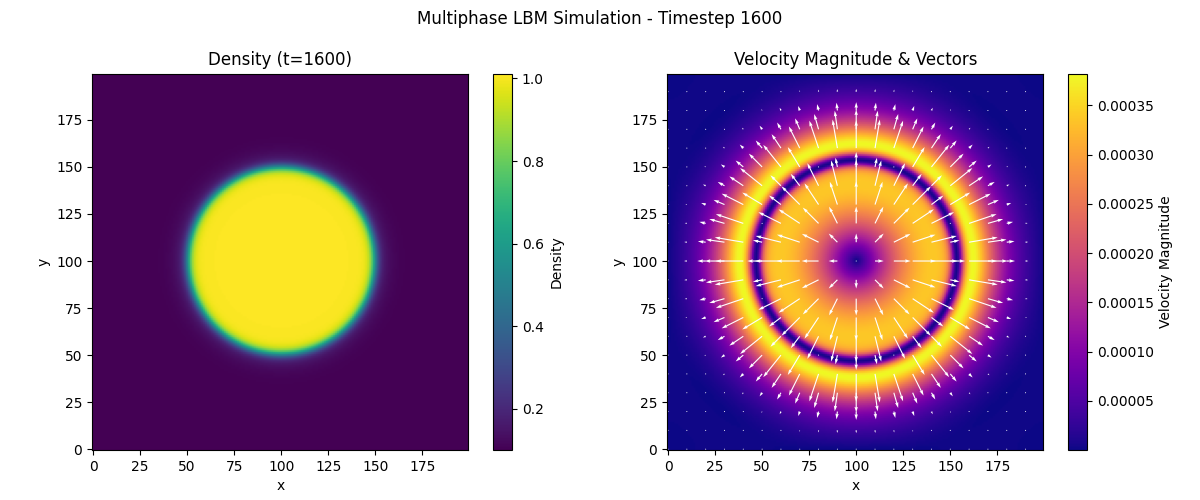 Multiphase LBM Simulation - Timestep 1600
Density (t=1600)
175
150
125
100
75
50
25
0
y
0 25 50 75 100 125 150 175
x
1.0
0.8
0.6
0.4
0.2
Density
Velocity Magnitude & Vectors
175
150
125
100
75
50
25
0
y
0 25 50 75 100 125 150 175
x
0.00035
0.00030
0.00025
0.00020
0.00015
0.00010
0.00005
Velocity Magnitude